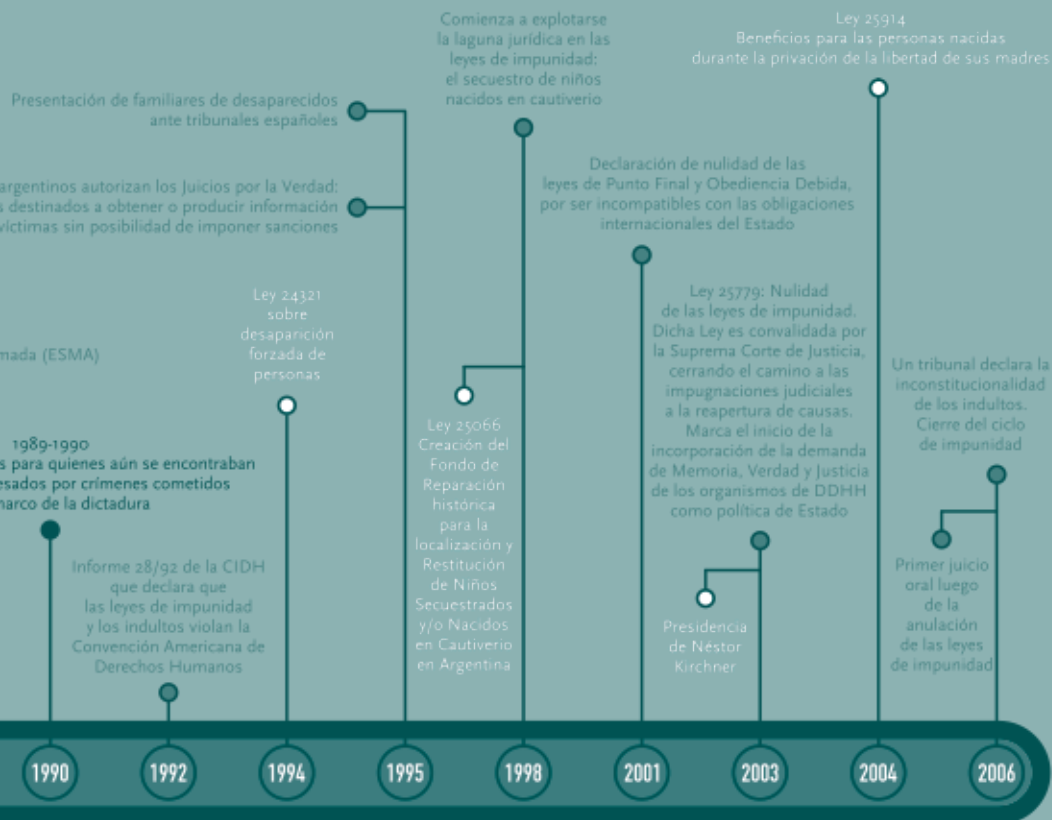 Comienza a explotarse
la laguna jurídica en las
leyes de impunidad:
el secuestro de niños
nacidos en cautiverio
Ley 25914
Beneficios para las personas nacidas
durante la privación de la libertad de sus madres
Presentación de familiares de desaparecidos
ante tribunales españoles
argentinos autorizan los Juicios por la Verdad:
s destinados a obtener o producir información
víctimas sin posibilidad de imponer sanciones
Declaración de nulidad de las
leyes de Punto Final y Obediencia Debida,
por ser incompatibles con las obligaciones
internacionales del Estado
Ley 24321
sobre
desaparición
forzada de
personas
Ley 25779: Nulidad
de las leyes de impunidad.
Dicha Ley es convalidada por
la Suprema Corte de Justicia,
cerrando el camino a las
impugnaciones judiciales
a la reapertura de causas.
Marca el inicio de la
incorporación de la demanda
de Memoria, Verdad y Justicia
de los organismos de DDHH
como política de Estado
mada (ESMA)
Un tribunal declara la
inconstitucionalidad
de los indultos.
Cierre del ciclo
de impunidad
1989-1990
s para quienes aún se encontraban
esados por crímenes cometidos
marco de la dictadura
Ley 25066
Creación del
Fondo de
Reparación
histórica
para la
localización y
Restitución
de Niños
Secuestrados
y/o Nacidos
en Cautiverio
en Argentina
Informe 28/92 de la CIDH
que declara que
las leyes de impunidad
y los indultos violan la
Convención Americana de
Derechos Humanos
Presidencia
de Néstor
Kirchner
Primer juicio
oral luego
de la
anulación
de las leyes
de impunidad
1990
1992
1994
1995
1998
2001
2003
2004
2006